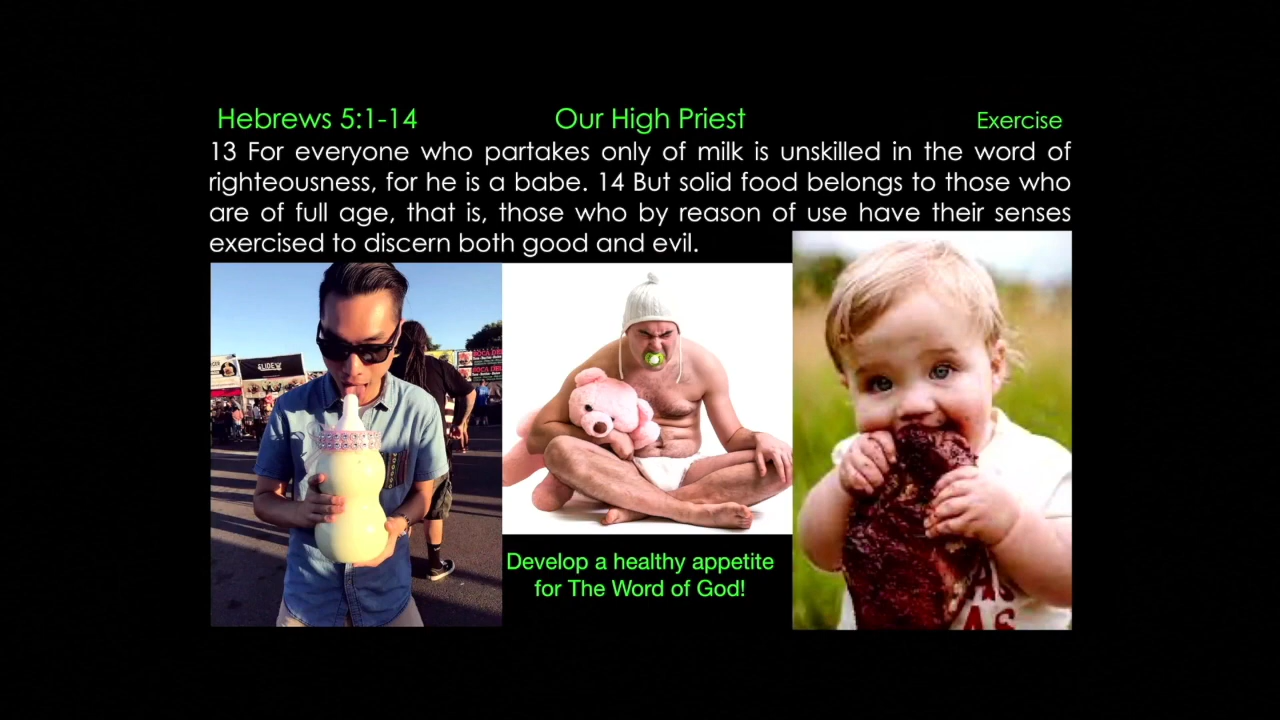 Hebrews 5:1-14 Our High Priest Exercise
13 For everyone who partakes only of milk is unskilled in the word of
righteousness, for he is a babe. 14 But solid food belongs to those who
are of full age, that is, those who by reason of use have their senses
exercised to discern both good and evil.
Develop a healthy appetite
for The Word of God!